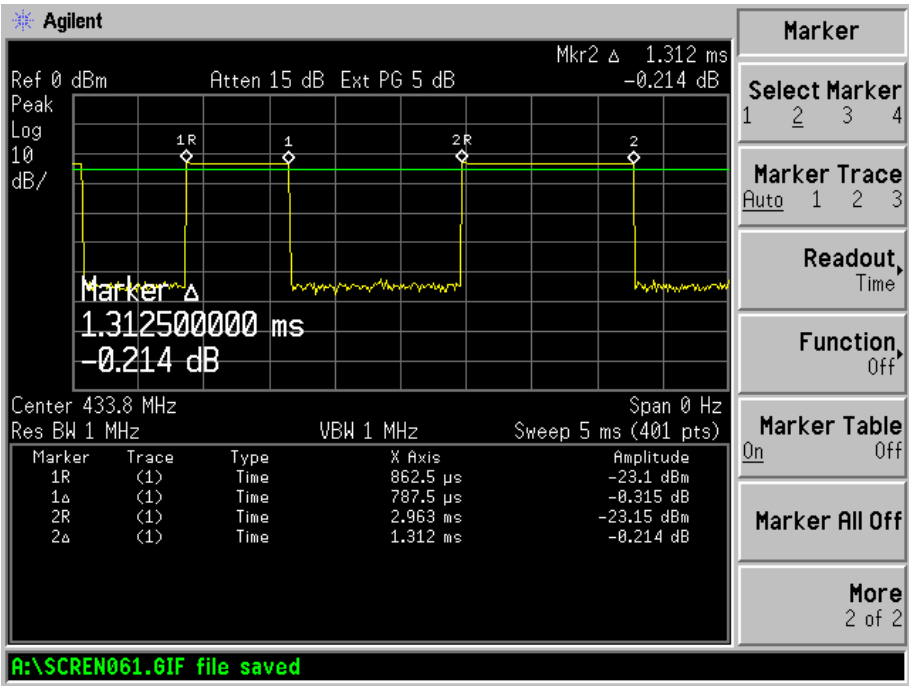 Agilent
Mkr2 Δ 1.312 ms
Ref 0 dBm Atten 15 dB Ext PG 5 dB -0.214 dB
Peak
Log
10
dB/
1R 1 2R 2
Marker Δ
1.312500000 ms
-0.214 dB
Center 433.8 MHz Span 0 Hz
Res BW 1 MHz VBW 1 MHz Sweep 5 ms (401 pts)
Marker Trace Type X Axis Amplitude
1R (1) Time 862.5 μs -23.1 dBm
1Δ (1) Time 787.5 μs -0.315 dB
2R (1) Time 2.963 ms -23.15 dBm
2Δ (1) Time 1.312 ms -0.214 dB
A:\SCREN061.GIF file saved
Marker
Select Marker
1 2 3 4
Marker Trace
Auto 1 2 3
Readout
Time
Function
Off
Marker Table
On Off
Marker All Off
More
2 of 2